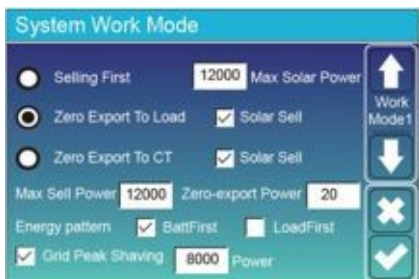 System Work Mode
Selling First 12000 Max Solar Power
Work
Mode1
Zero Export To Load Solar Sell
Zero Export To CT Solar Sell
Max Sell Power 12000 Zero-export Power 20
Energy pattern BattFirst LoadFirst
Grid Peak Shaving 8000 Power